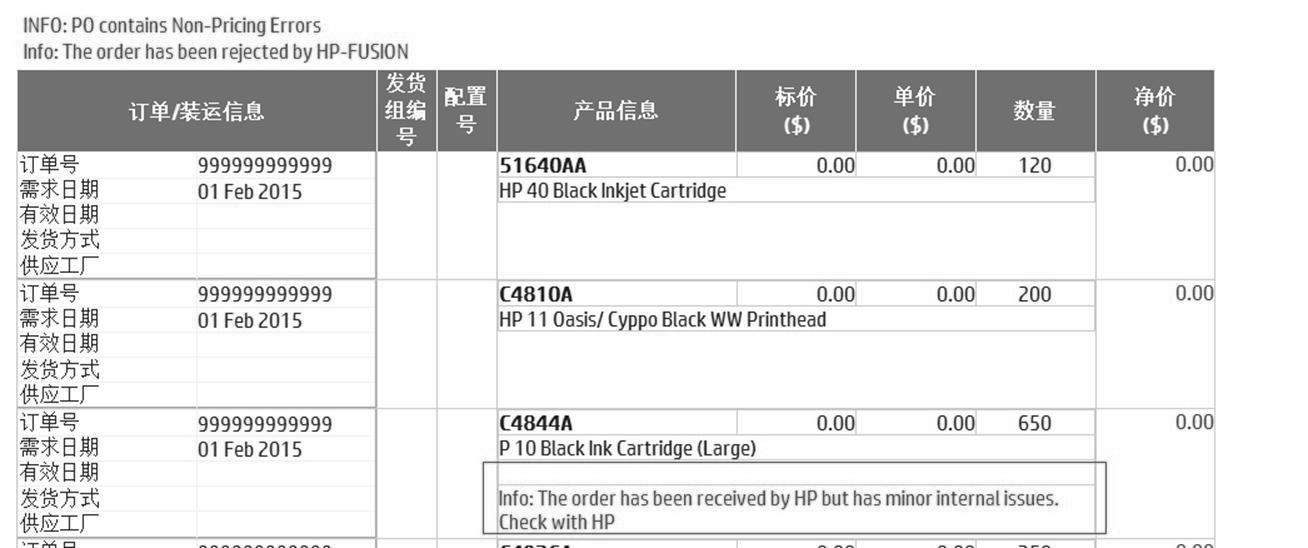 INFO: PO contains Non-Pricing Errors
Info: The order has been rejected by HP-FUSION
订单/装运信息 发货组编号 配置号 产品信息 标价($) 单价($) 数量 净价($)
订单号 999999999999 51640AA 0.00 0.00 120 0.00
需求日期 01 Feb 2015 HP 40 Black Inkjet Cartridge
有效日期
发货方式
供应工厂
订单号 999999999999 C4810A 0.00 0.00 200 0.00
需求日期 01 Feb 2015 HP 11 Oasis/ Cyppo Black WW Printhead
有效日期
发货方式
供应工厂
订单号 999999999999 C4844A 0.00 0.00 650 0.00
需求日期 01 Feb 2015 P 10 Black Ink Cartridge (Large)
有效日期
发货方式 Info: The order has been received by HP but has minor internal issues.
供应工厂 Check with HP